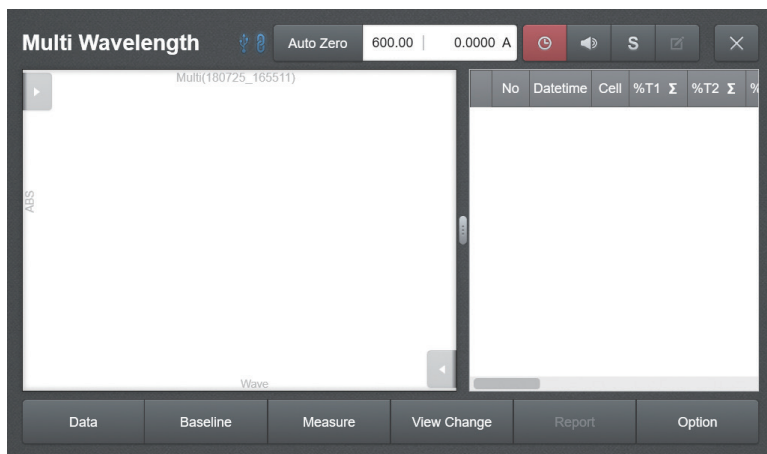 Multi Wavelength
Auto Zero
600.00 | 0.0000 A
S
Multi(180725_165511)
ABS
Wave
No Datetime Cell %T1 Σ %T2 Σ %
Data Baseline Measure View Change Report Option